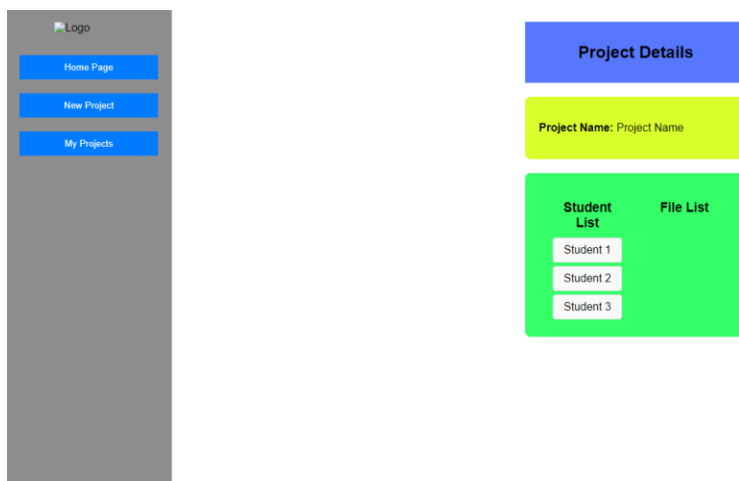 Logo
Home Page
New Project
My Projects
Project Details
Project Name: Project Name
Student
List
Student 1
Student 2
Student 3
File List